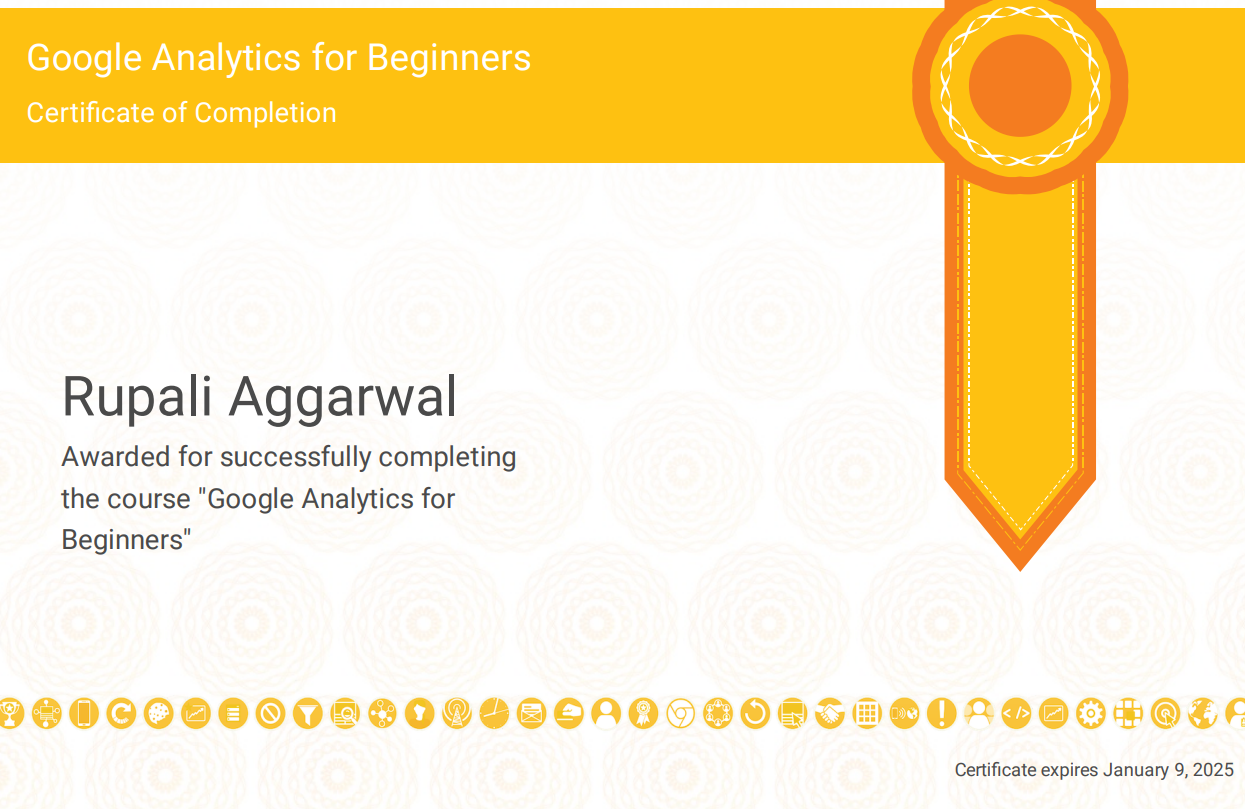 Google Analytics for Beginners
Certificate of Completion
Rupali Aggarwal
Awarded for successfully completing
the course "Google Analytics for
Beginners"
Certificate expires January 9, 2025